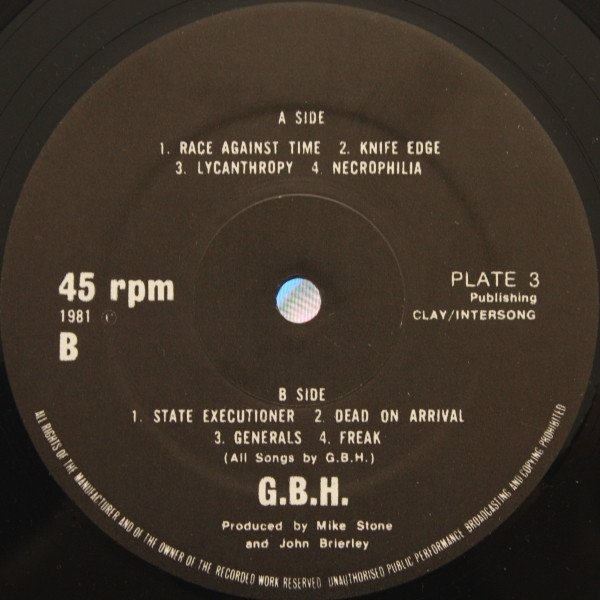 A SIDE
1. RACE AGAINST TIME 2. KNIFE EDGE
3. LYCANTHROPY 4. NECROPHILIA
45 rpm
1981 ℗
B
PLATE 3
Publishing
CLAY/INTERSONG
B SIDE
1. STATE EXECUTIONER 2. DEAD ON ARRIVAL
3. GENERALS 4. FREAK
(All Songs by G.B.H.)
G.B.H.
Produced by Mike Stone
and John Brierley
ALL RIGHTS OF THE MANUFACTURER AND OF THE OWNER OF THE RECORDED WORK RESERVED. UNAUTHORISED PUBLIC PERFORMANCE BROADCASTING AND COPYING PROHIBITED